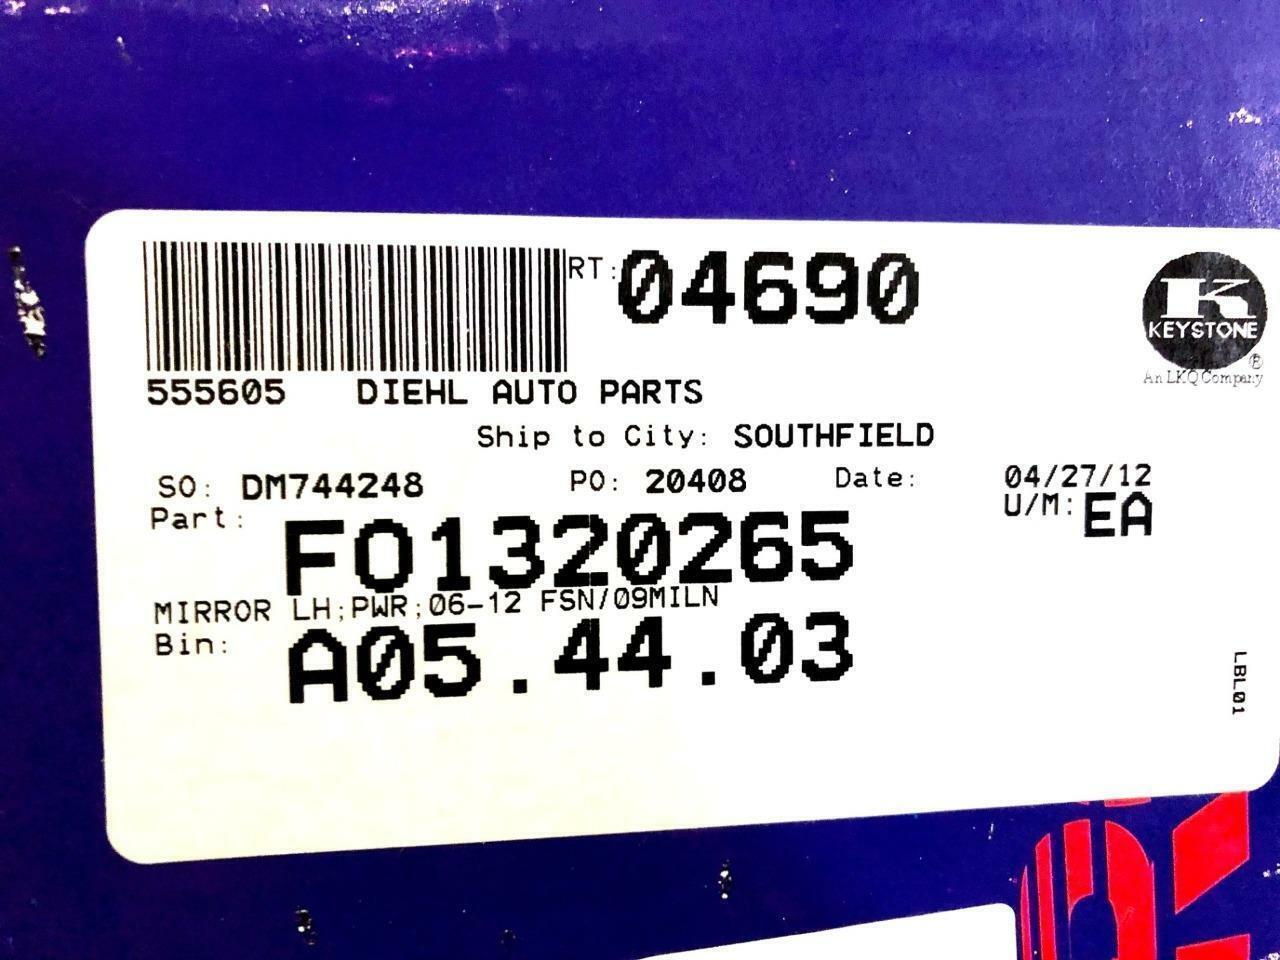 RT: 04690
K
KEYSTONE
®
An LKQ Company
555605 DIEHL AUTO PARTS
Ship to City: SOUTHFIELD
SO: DM744248 PO: 20408 Date: 04/27/12
Part: FO1320265 U/M: EA
MIRROR LH;PWR;06-12 FSN/09MILN
Bin: A05.44.03
LBL01